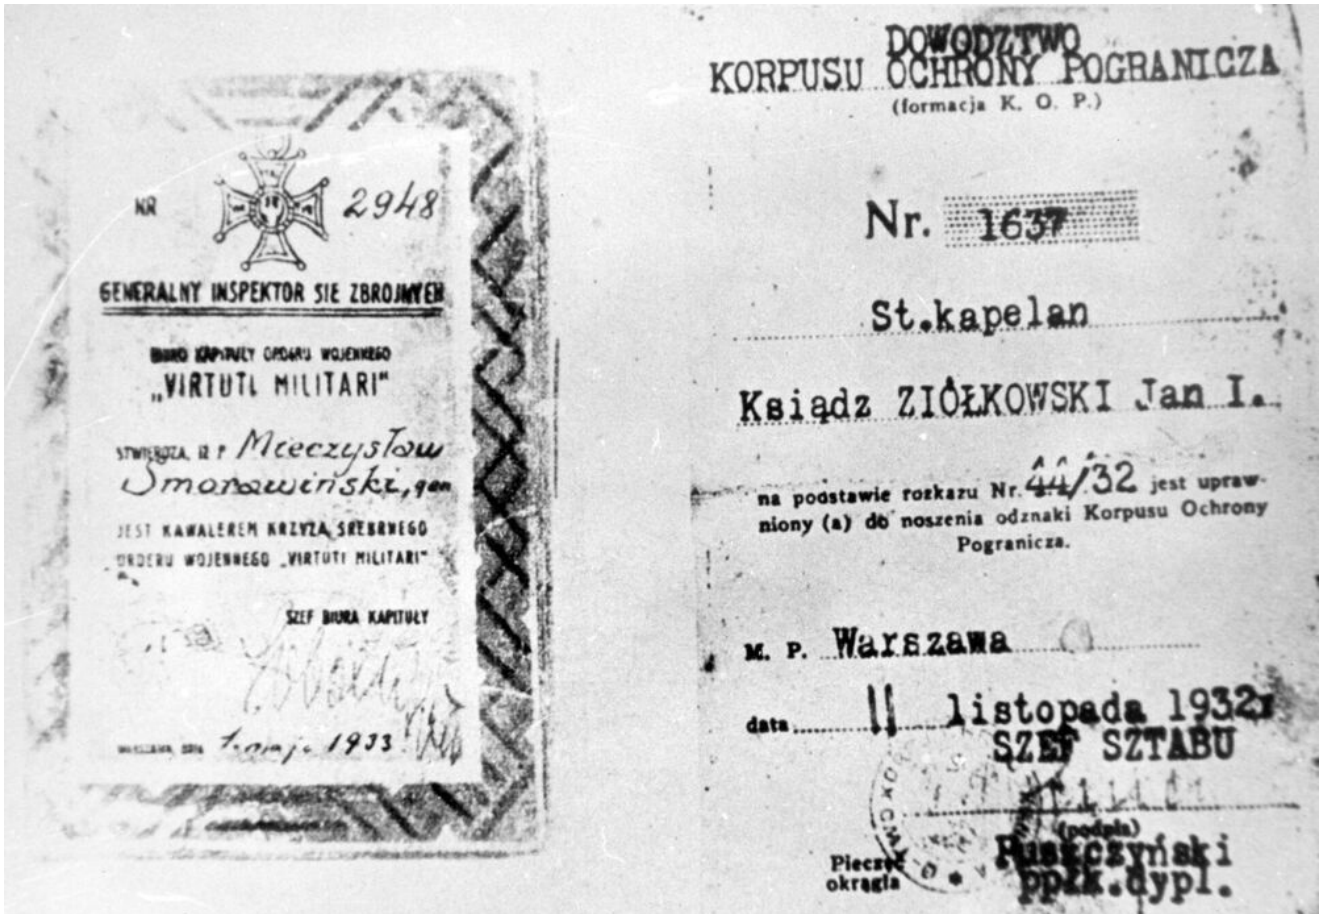 NR 2948
GENERALNY INSPEKTOR SIŁ ZBROJNYCH
BIURO KAPITUŁY ORDERU WOJENNEGO
„VIRTUTI MILITARI"
STWIERDZA, IŻ P. Mieczysław
Smorawiński, gen
JEST KAWALEREM KRZYŻA SREBRNEGO
ORDERU WOJENNEGO „VIRTUTI MILITARI"
SZEF BIURA KAPITUŁY
WARSZAWA, DNIA 1 maja 1933
DOWODZTWO
KORPUSU OCHRONY POGRANICZA
(formacja K. O. P.)
Nr. 1637
St.kapelan
Ksiądz ZIÓŁKOWSKI Jan I.
na podstawie rozkazu Nr. 44/32 jest upraw-
niony (a) do noszenia odznaki Korpusu Ochrony
Pogranicza.
M. P. Warszawa
data 11 listopada 1932r
SZEF SZTABU
(podpis)
Pieczęć
okrągła
Ruszczyński
ppłk.dypl.